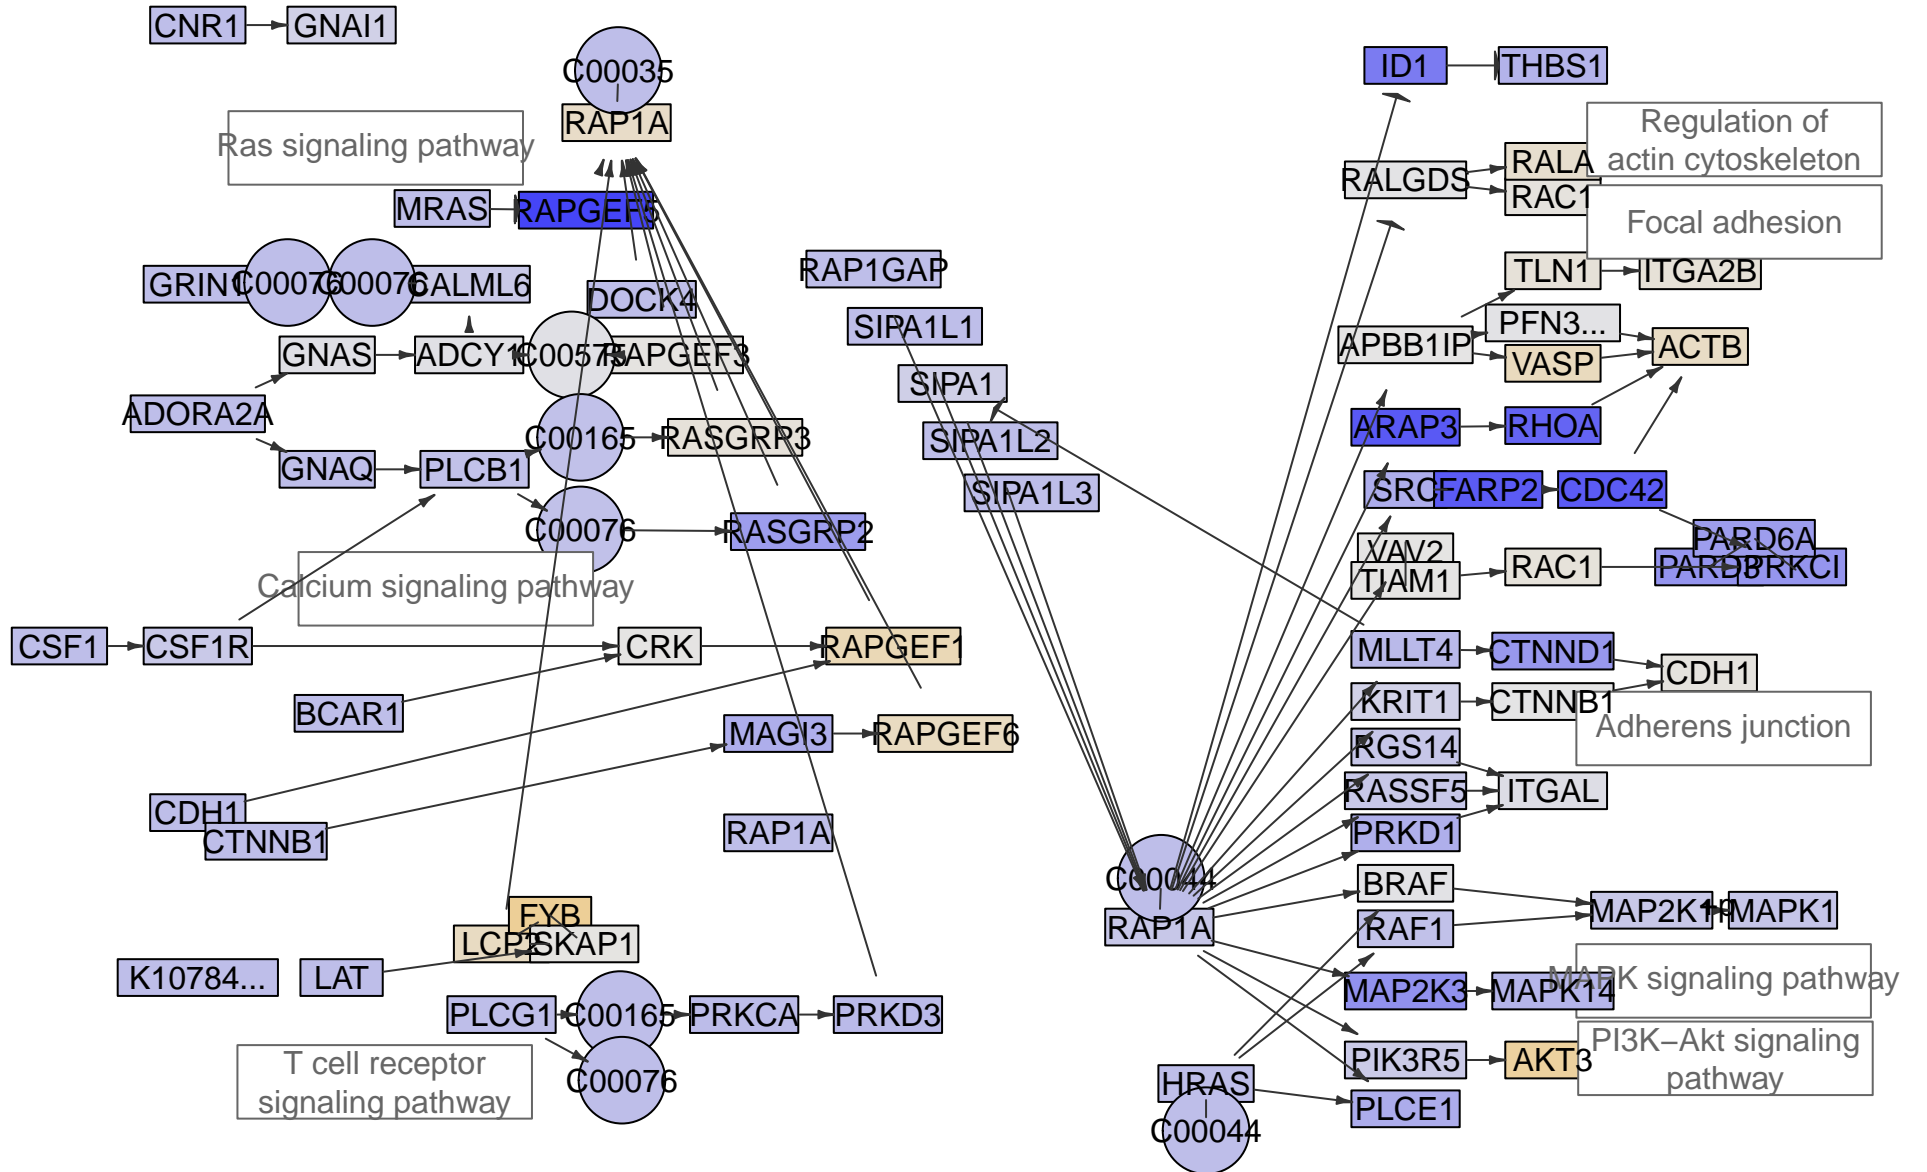 CNR1
GNAI1
C00035
RAP1A
Ras signaling pathway
MRAS
RAPGEF5
GRIN1
C00076
C00076
CALML6
DOCK4
RAP1GAP
SIPA1L1
GNAS
ADCY1
C00575
RAPGEF3
SIPA1
ADORA2A
C00165
RASGRP3
SIPA1L2
GNAQ
PLCB1
SIPA1L3
C00076
RASGRP2
Calcium signaling pathway
CSF1
CSF1R
CRK
RAPGEF1
BCAR1
MAGI3
RAPGEF6
CDH1
CTNNB1
RAP1A
FYB
LCP2
SKAP1
K10784...
LAT
PLCG1
C00165
PRKCA
PRKD3
T cell receptor
signaling pathway
C00076
C00044
RAP1A
HRAS
C00044
ID1
THBS1
Regulation of
actin cytoskeleton
RALGDS
RALA
RAC1
Focal adhesion
TLN1
ITGA2B
APBB1IP
PFN3...
VASP
ACTB
ARAP3
RHOA
SRC
FARP2
CDC42
VAV2
TIAM1
RAC1
PARD6A
PARD3
PRKCI
MLLT4
CTNND1
CDH1
KRIT1
CTNNB1
Adherens junction
RGS14
RASSF5
ITGAL
PRKD1
BRAF
MAP2K1
MAPK1
RAF1
MAP2K3
MAPK14
MAPK signaling pathway
PIK3R5
AKT3
PI3K−Akt signaling
pathway
PLCE1